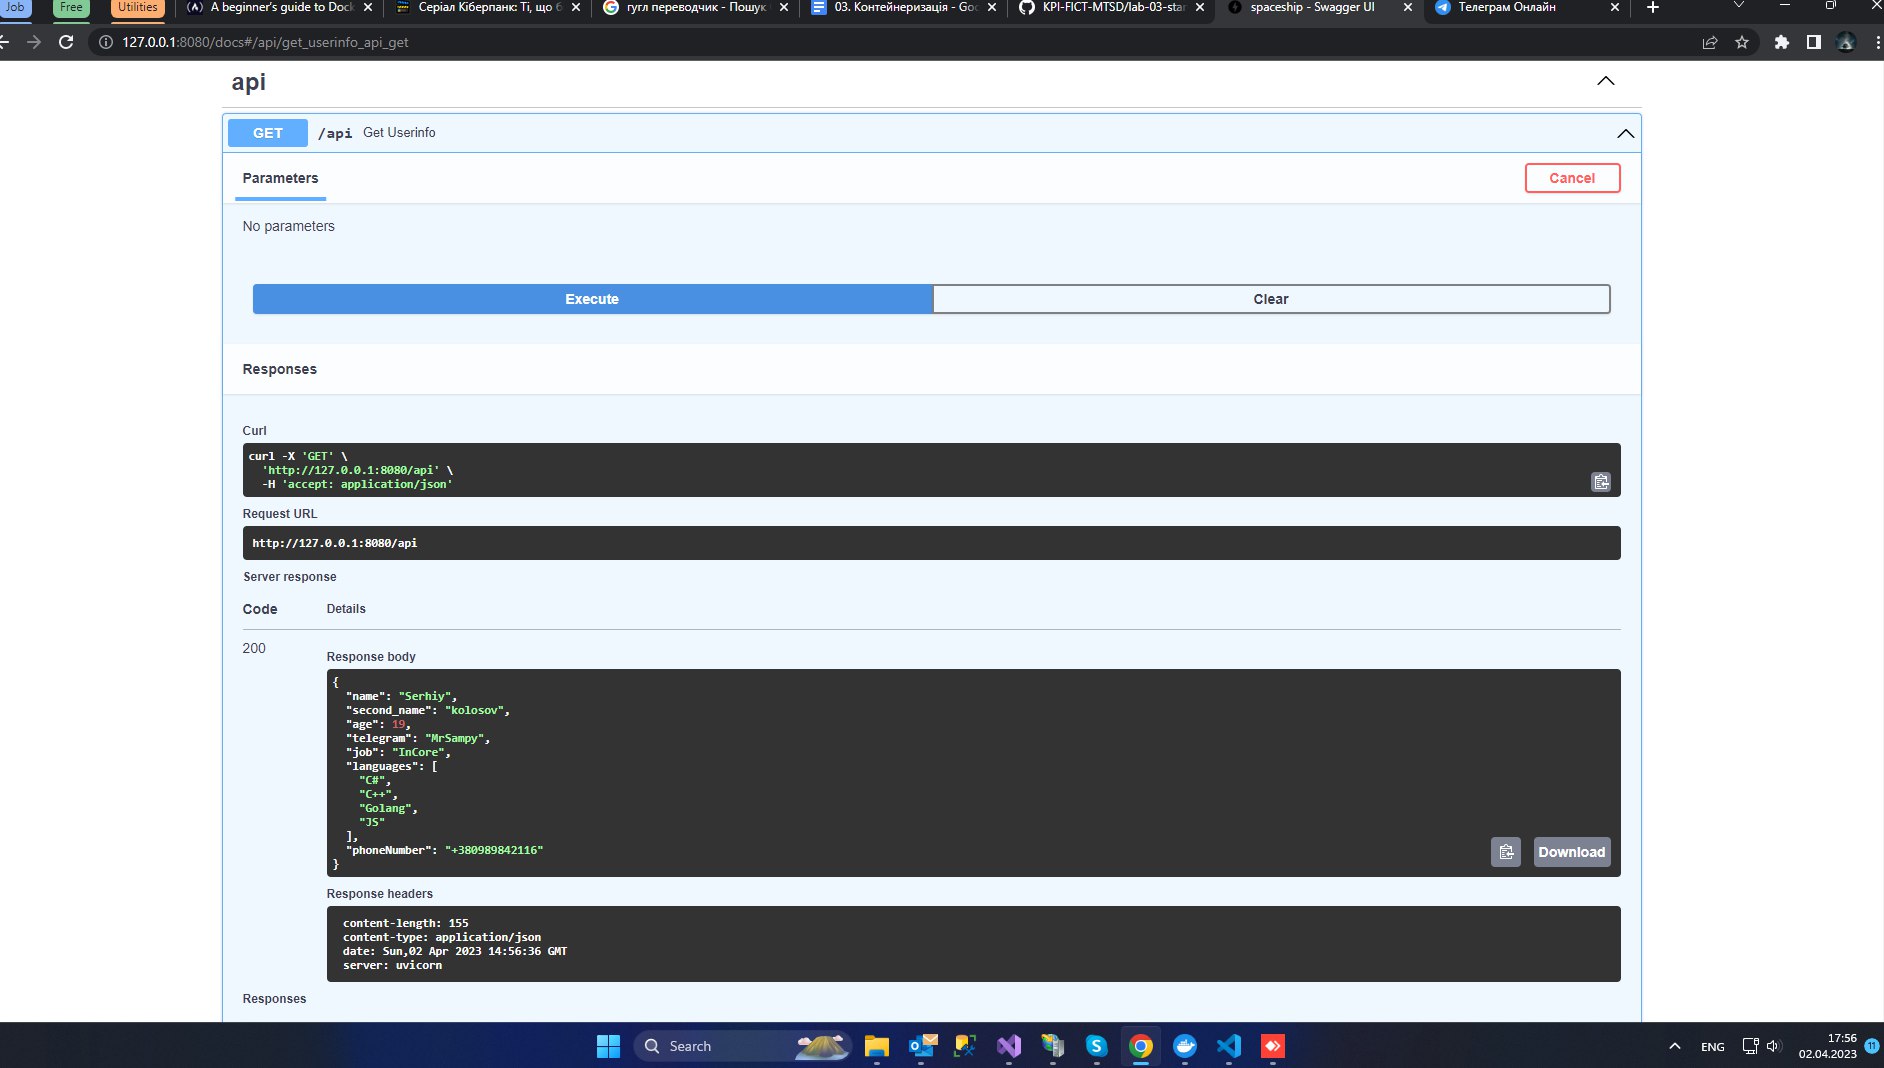 Job Free Utilities A beginner's guide to Dock Серіал Кіберпанк: Ті, що б гугл переводчик - Пошук 03. Контейнеризація - Goo KPI-FICT-MTSD/lab-03-star spaceship - Swagger UI Телеграм Онлайн
127.0.0.1:8080/docs#/api/get_userinfo_api_get
api
GET /api Get Userinfo
Parameters Cancel
No parameters
Execute Clear
Responses
Curl
curl -X 'GET' \
'http://127.0.0.1:8080/api' \
-H 'accept: application/json'
Request URL
http://127.0.0.1:8080/api
Server response
Code Details
200
Response body
{
"name": "Serhiy",
"second_name": "kolosov",
"age": 19,
"telegram": "MrSampy",
"job": "InCore",
"languages": [
"C#",
"C++",
"Golang",
"JS"
],
"phoneNumber": "+380989842116"
}
Download
Response headers
content-length: 155
content-type: application/json
date: Sun,02 Apr 2023 14:56:36 GMT
server: uvicorn
Responses
Search ENG 17:56
02.04.2023 11